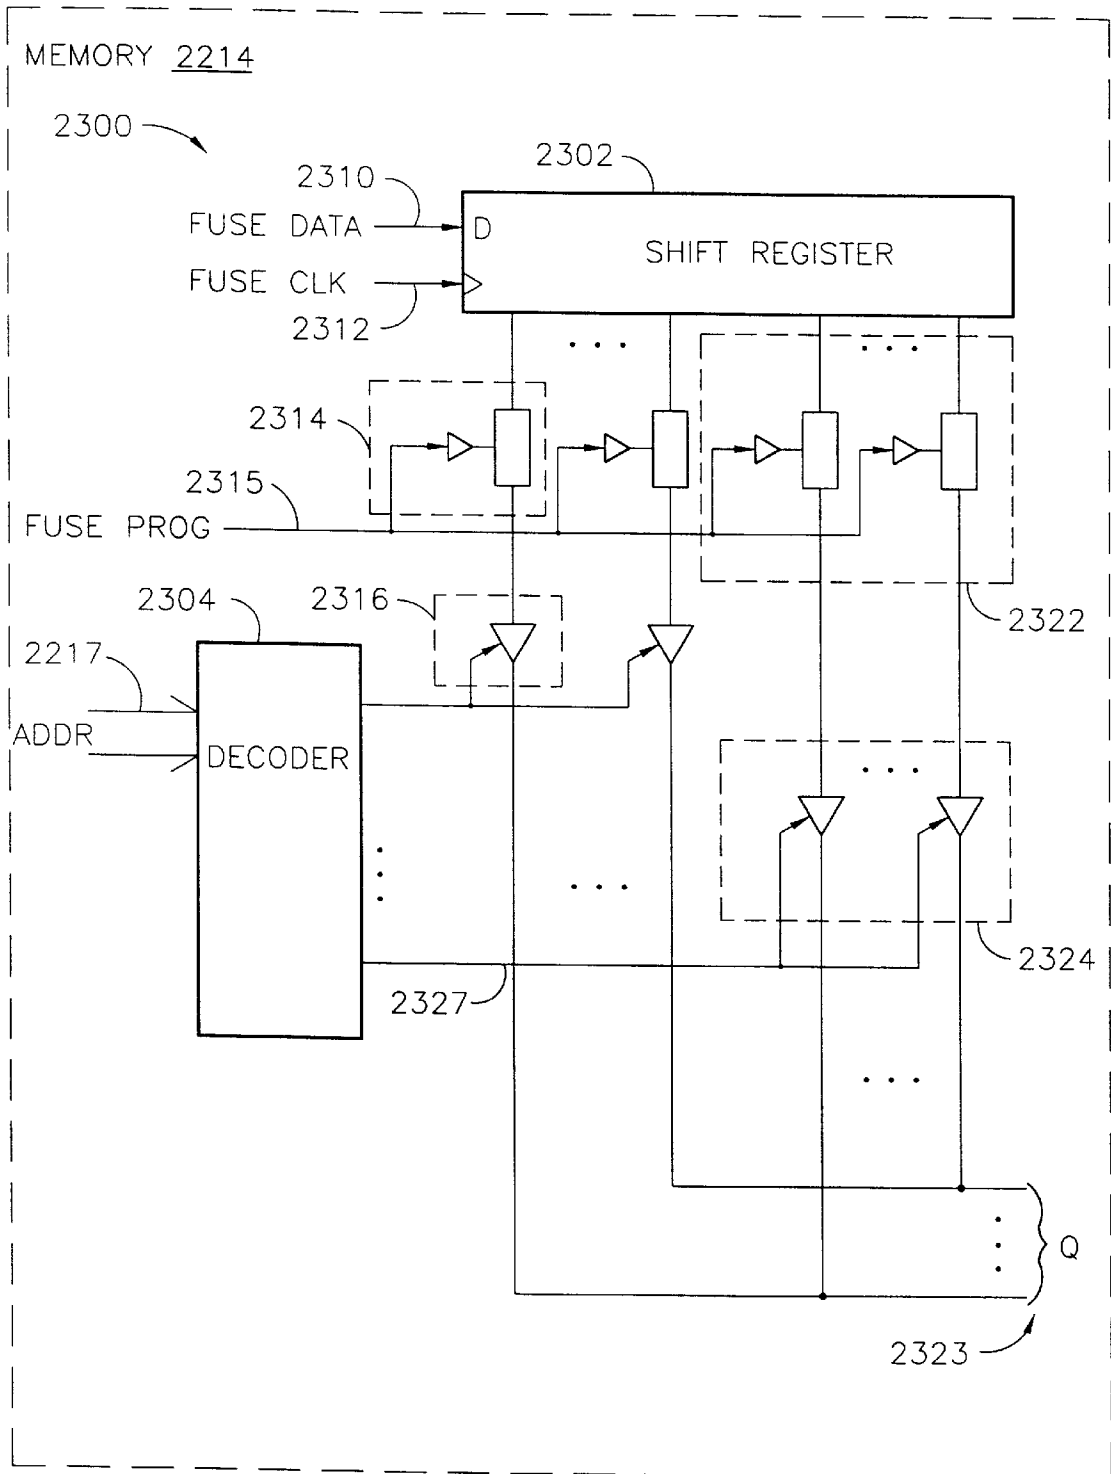 MEMORY 2214
2300
2302
2310
FUSE DATA
D
SHIFT REGISTER
FUSE CLK
2312
2314
2315
FUSE PROG
2316
2304
2322
2217
ADDR
DECODER
2324
2327
Q
2323